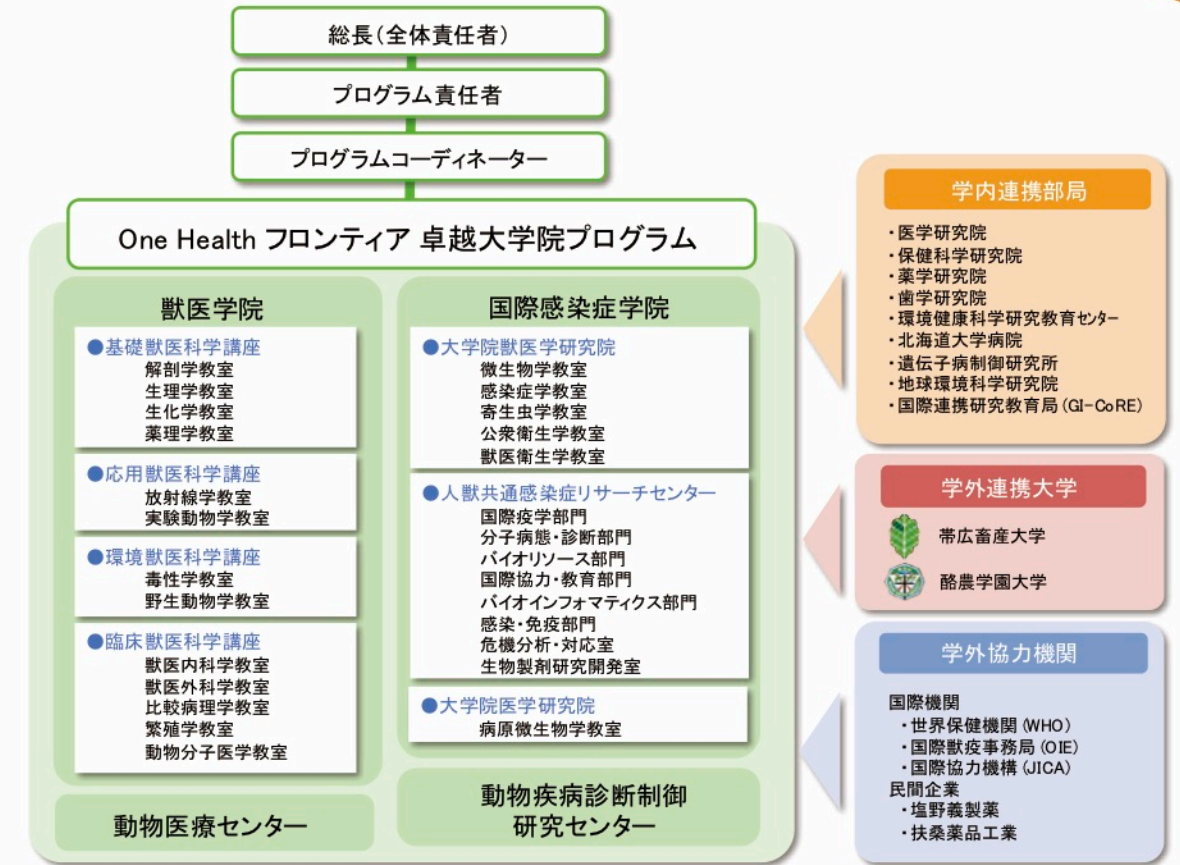 総長(全体責任者)
プログラム責任者
プログラムコーディネーター
One Health フロンティア 卓越大学院プログラム
獣医学院
●基礎獣医科学講座
解剖学教室
生理学教室
生化学教室
薬理学教室
●応用獣医科学講座
放射線学教室
実験動物学教室
●環境獣医科学講座
毒性学教室
野生動物学教室
●臨床獣医科学講座
獣医内科学教室
獣医外科学教室
比較病理学教室
繁殖学教室
動物分子医学教室
動物医療センター
国際感染症学院
●大学院獣医学研究院
微生物学教室
感染症学教室
寄生虫学教室
公衆衛生学教室
獣医衛生学教室
●人獣共通感染症リサーチセンター
国際疫学部門
分子病態・診断部門
バイオリソース部門
国際協力・教育部門
バイオインフォマティクス部門
感染・免疫部門
危機分析・対応室
生物製剤研究開発室
●大学院医学研究院
病原微生物学教室
動物疾病診断制御
研究センター
学内連携部局
・医学研究院
・保健科学研究院
・薬学研究院
・歯学研究院
・環境健康科学研究教育センター
・北海道大学病院
・遺伝子病制御研究所
・地球環境科学研究院
・国際連携研究教育局(GI-CoRE)
学外連携大学
帯広畜産大学
酪農学園大学
学外協力機関
国際機関
・世界保健機関(WHO)
・国際獣疫事務局(OIE)
・国際協力機構(JICA)
民間企業
・塩野義製薬
・扶桑薬品工業